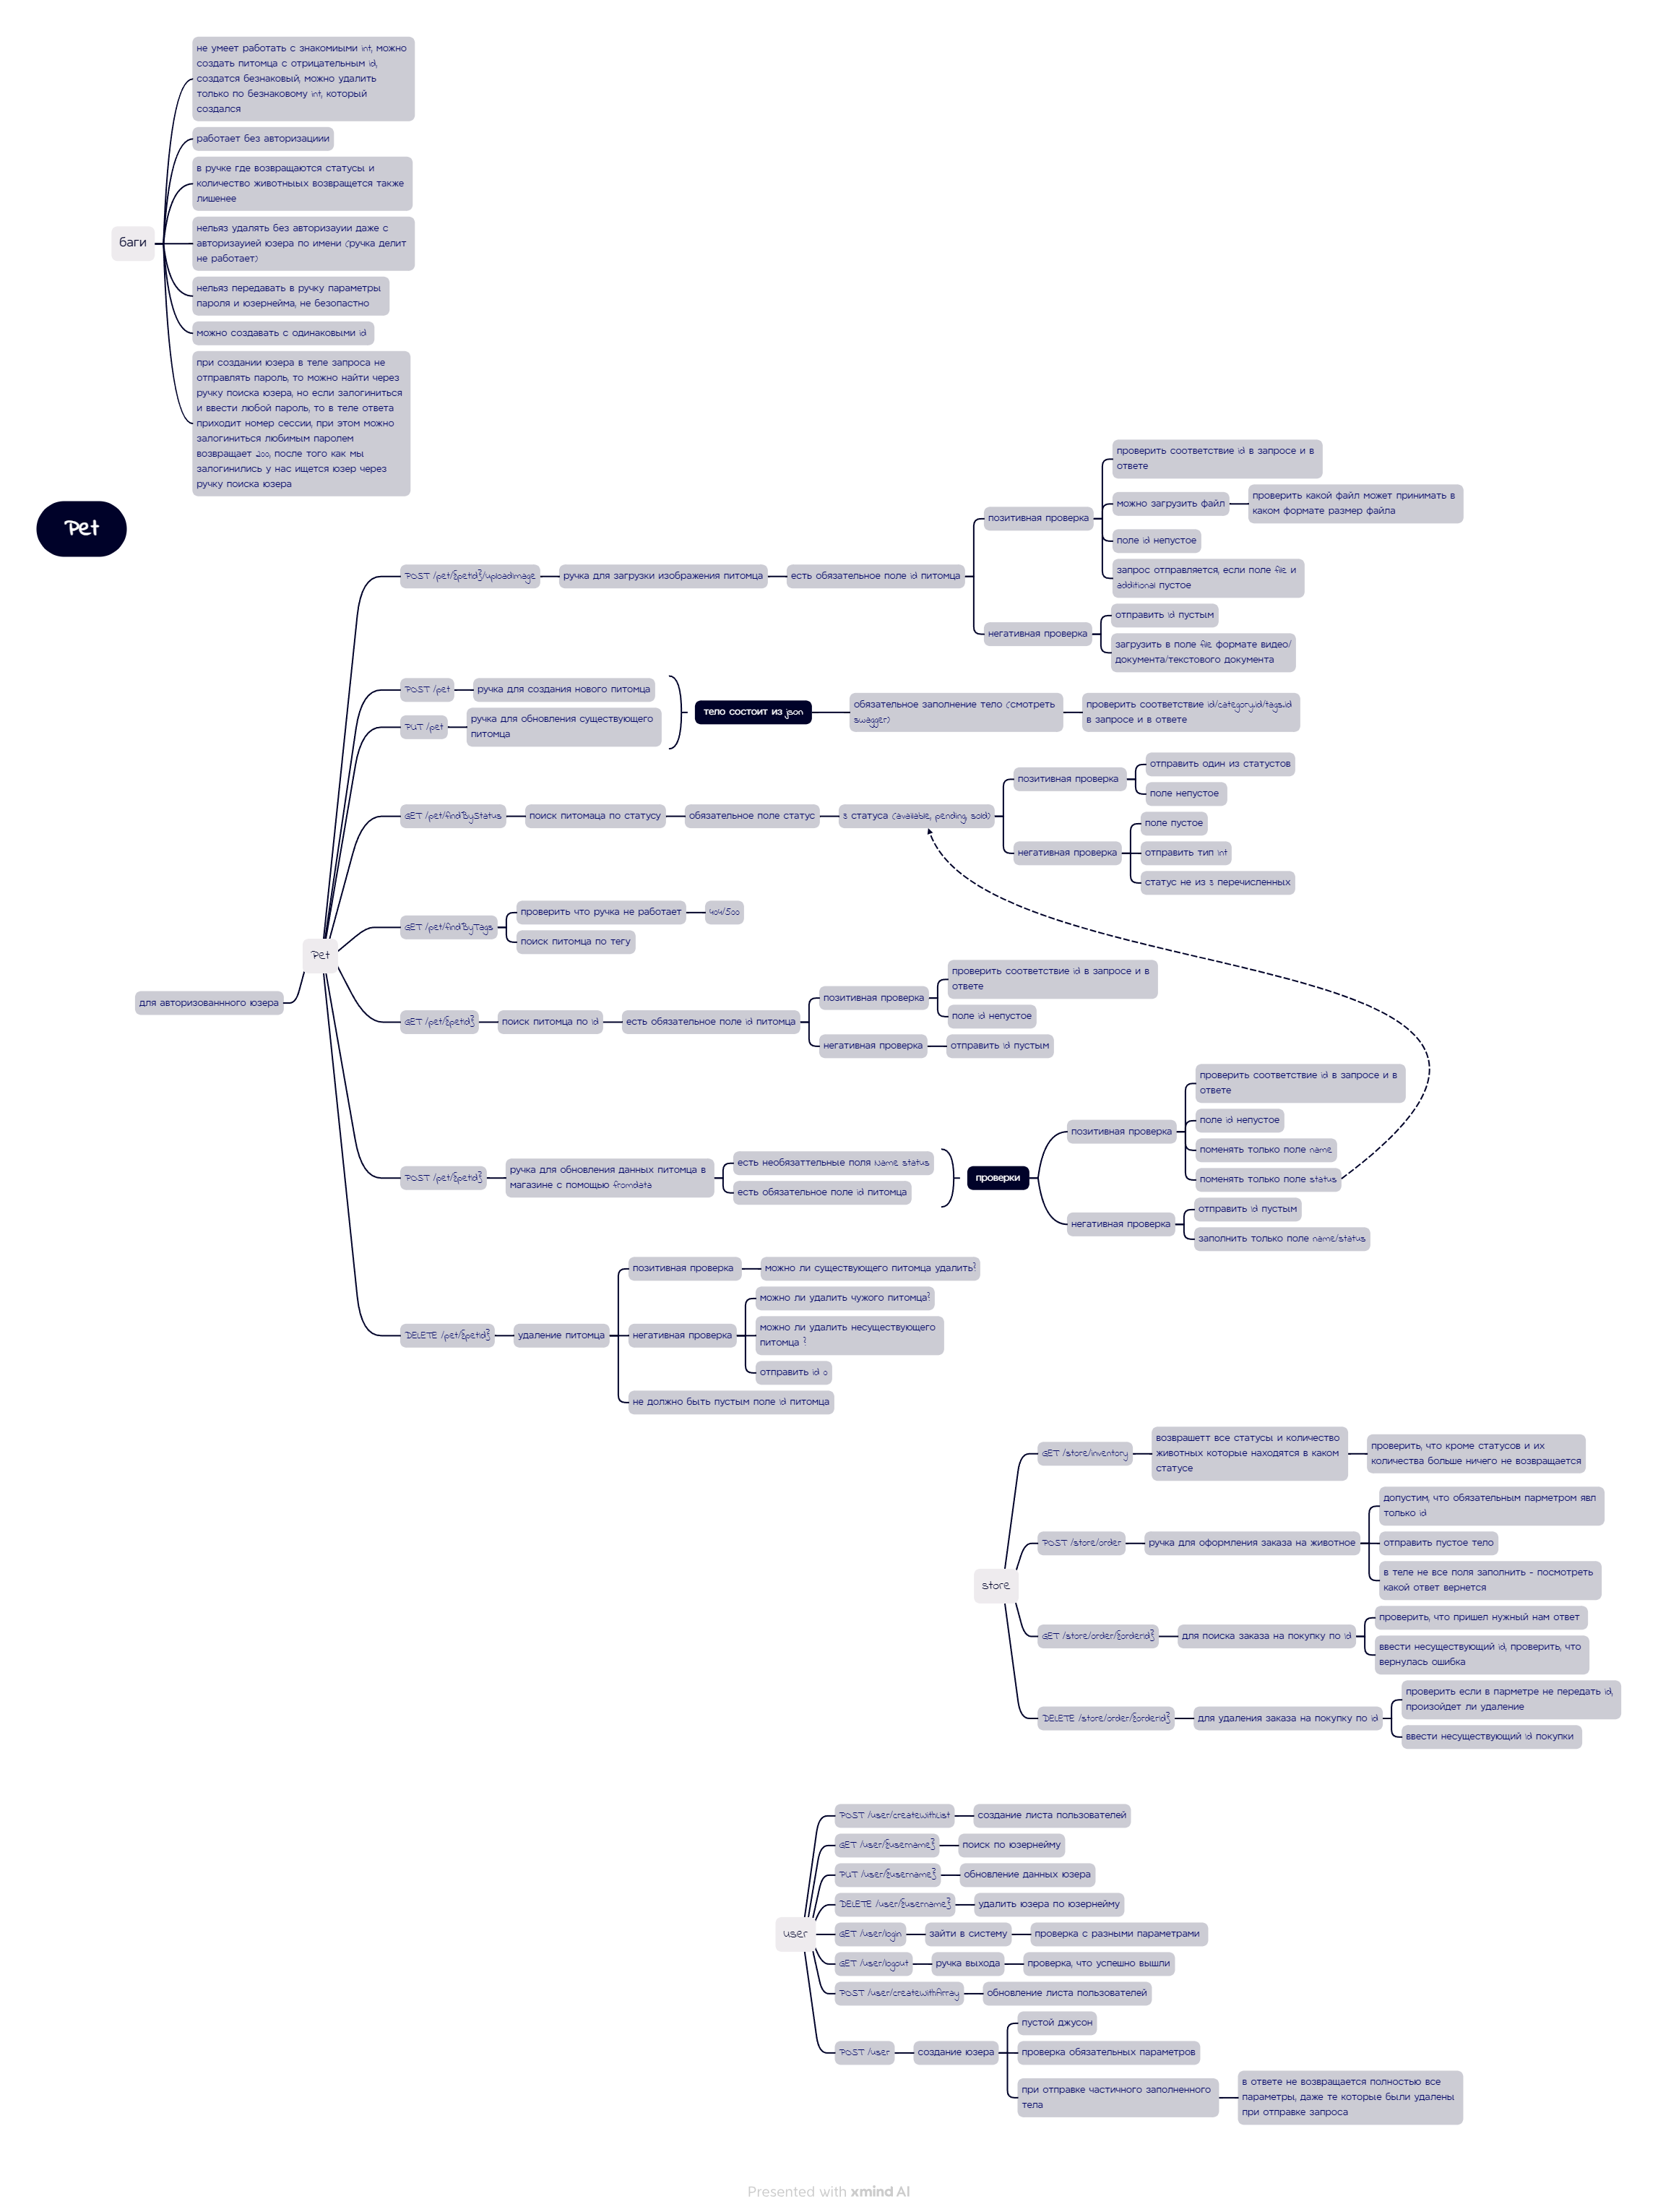 не умеет работать с знакомиыми int, можно
создать питомца с отрицательным id,
создатся безнаковый, можно удалить
только по безнаковому int, который
создался
работает без авторизациии
в ручке где возвращаются статусы и
количество животныых возвращется также
лишенее
нельяз удалять без авторизауии даже с
авторизауией юзера по имени (ручка делит
не работает)
баги
нельяз передавать в ручку параметры
пароля и юзернейма, не безопастно
можно создавать с одинаковыми id
при создании юзера в теле запроса не
отправлять пароль, то можно найти через
ручку поиска юзера, но если залогиниться
и ввести любой пароль, то в теле ответа
приходит номер сессии, при этом можно
залогиниться любимым паролем
возвращает 200, после того как мы
залогинились у нас ищется юзер через
ручку поиска юзера
Pet
Pet
для авторизованнного юзера
POST /pet/{petId}/uploadImage
ручка для загрузки изображения питомца
есть обязательное поле id питомца
позитивная проверка
проверить соответствие id в запросе и в
ответе
можно загрузить файл
проверить какой файл может принимать в
каком формате размер файла
поле id непустое
запрос отправляется, если поле file и
additional пустое
негативная проверка
отправить id пустым
загрузить в поле file формате видео/
документа/текстового документа
POST /pet
ручка для создания нового питомца
PUT /pet
ручка для обновления существующего
питомца
тело состоит из json
обязательное заполнение тело (смотреть
swagger)
проверить соответствие id/category.id/tags.id
в запросе и в ответе
GET /pet/findByStatus
поиск питомаца по статусу
обязательное поле статус
3 статуса (available, pending, sold)
позитивная проверка
отправить один из статустов
поле непустое
негативная проверка
поле пустое
отправить тип int
статус не из 3 перечисленных
GET /pet/findByTags
проверить что ручка не работает
404/500
поиск питомца по тегу
GET /pet/{petId}
поиск питомца по id
есть обязательное поле id питомца
позитивная проверка
проверить соответствие id в запросе и в
ответе
поле id непустое
негативная проверка
отправить id пустым
POST /pet/{petId}
ручка для обновления данных питомца в
магазине с помощью fromdata
есть необязаттельные поля Name status
есть обязательное поле id питомца
проверки
позитивная проверка
проверить соответствие id в запросе и в
ответе
поле id непустое
поменять только поле name
поменять только поле status
негативная проверка
отправить id пустым
заполнить только поле name/status
DELETE /pet/{petId}
удаление питомца
позитивная проверка
можно ли существующего питомца удалить?
негативная проверка
можно ли удалить чужого питомца?
можно ли удалить несуществующего
питомца ?
отправить id 0
не должно быть пустым поле id питомца
store
GET /store/inventory
возврашетт все статусы и количество
животных которые находятся в каком
статусе
проверить, что кроме статусов и их
количества больше ничего не возвращается
POST /store/order
ручка для оформления заказа на животное
допустим, что обязательным парметром явл
только id
отправить пустое тело
в теле не все поля заполнить - посмотреть
какой ответ вернется
GET /store/order/{orderId}
для поиска заказа на покупку по id
проверить, что пришел нужный нам ответ
ввести несуществующий id, проверить, что
вернулась ошибка
DELETE /store/order/{orderId}
для удаления заказа на покупку по id
проверить если в парметре не передать id,
произойдет ли удаление
ввести несуществующий id покупки
user
POST /user/createWithList
создание листа пользователей
GET /user/{username}
поиск по юзернейму
PUT /user/{username}
обновление данных юзера
DELETE /user/{username}
удалить юзера по юзернейму
GET /user/login
зайти в систему
проверка с разными параметрами
GET /user/logout
ручка выхода
проверка, что успешно вышли
POST /user/createWithArray
обновление листа пользователей
POST /user
создание юзера
пустой джусон
проверка обязательных параметров
при отправке частичного заполненного
тела
в ответе не возвращается полностью все
параметры, даже те которые были удалены
при отправке запроса
Presented with xmind AI